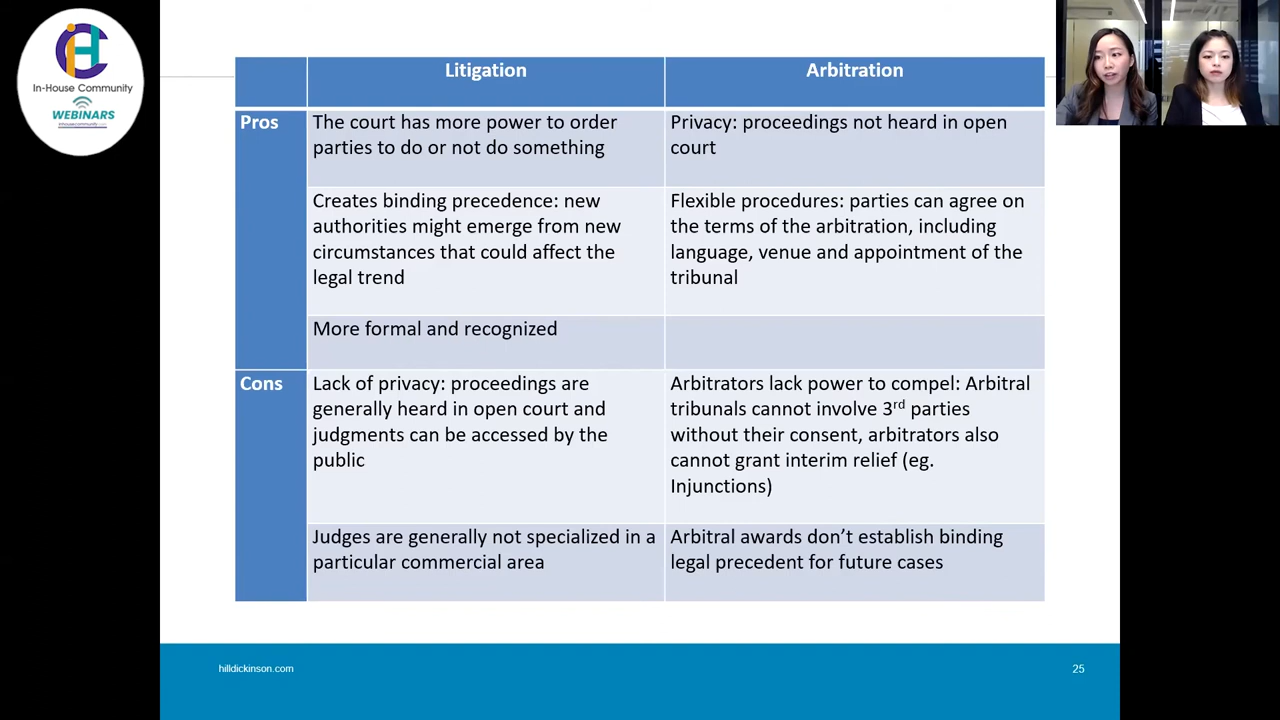 iH
In-House Community
WEBINARS
Litigation
Arbitration
Pros
The court has more power to order
parties to do or not do something
Privacy: proceedings not heard in open
court
Creates binding precedence: new
authorities might emerge from new
circumstances that could affect the
legal trend
Flexible procedures: parties can agree on
the terms of the arbitration, including
language, venue and appointment of the
tribunal
More formal and recognized
Cons
Lack of privacy: proceedings are
generally heard in open court and
judgments can be accessed by the
public
Arbitrators lack power to compel: Arbitral
tribunals cannot involve 3rd parties
without their consent, arbitrators also
cannot grant interim relief (eg.
Injunctions)
Judges are generally not specialized in a
particular commercial area
Arbitral awards don’t establish binding
legal precedent for future cases
hilldickinson.com
25